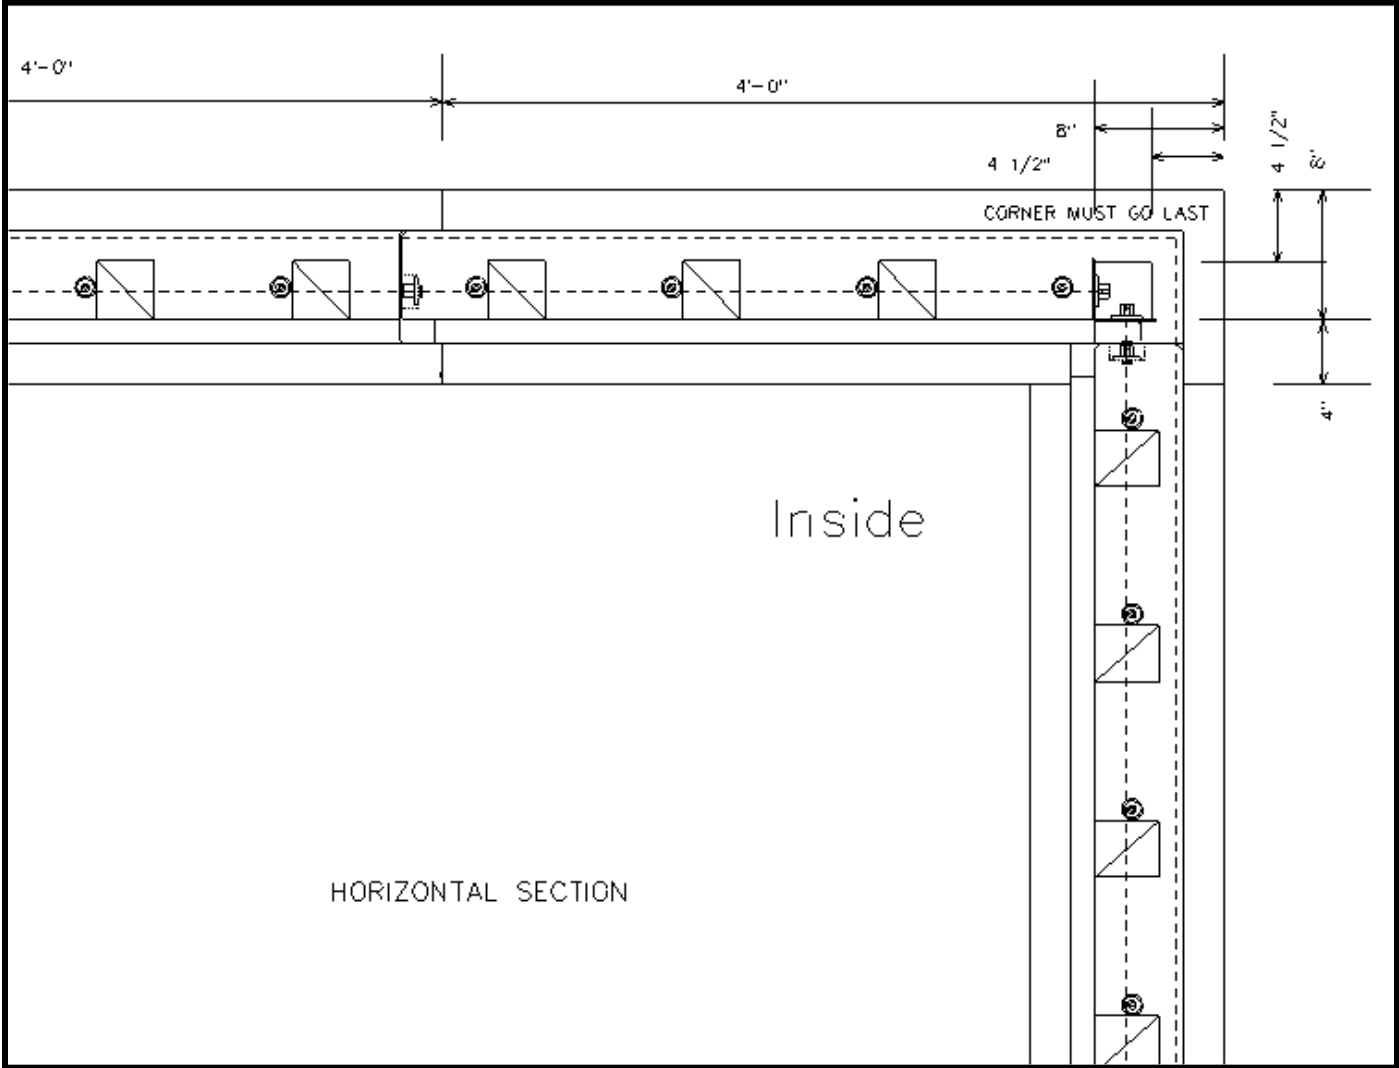 4'-0"
4'-0"
8"
4 1/2"
4 1/2"
8"
CORNER MUST GO LAST
4"
Inside
HORIZONTAL SECTION